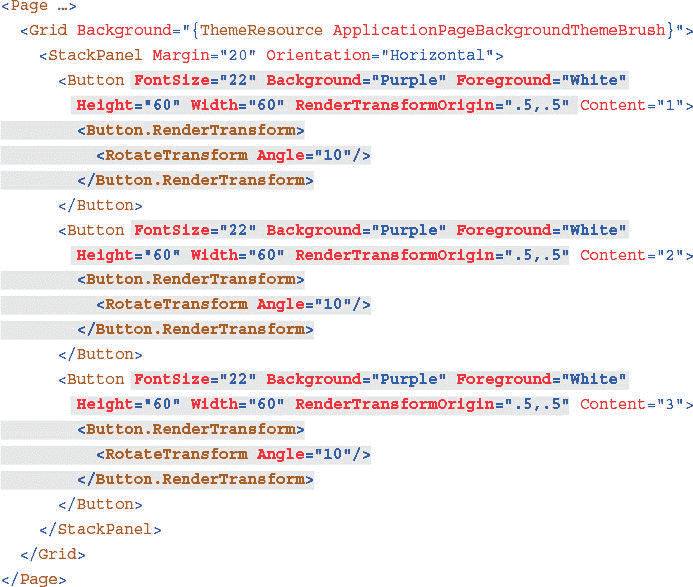 <Page …>
<Grid Background="{ThemeResource ApplicationPageBackgroundThemeBrush}">
<StackPanel Margin="20" Orientation="Horizontal">
<Button FontSize="22" Background="Purple" Foreground="White"
Height="60" Width="60" RenderTransformOrigin=".5,.5" Content="1">
<Button.RenderTransform>
<RotateTransform Angle="10"/>
</Button.RenderTransform>
</Button>
<Button FontSize="22" Background="Purple" Foreground="White"
Height="60" Width="60" RenderTransformOrigin=".5,.5" Content="2">
<Button.RenderTransform>
<RotateTransform Angle="10"/>
</Button.RenderTransform>
</Button>
<Button FontSize="22" Background="Purple" Foreground="White"
Height="60" Width="60" RenderTransformOrigin=".5,.5" Content="3">
<Button.RenderTransform>
<RotateTransform Angle="10"/>
</Button.RenderTransform>
</Button>
</StackPanel>
</Grid>
</Page>